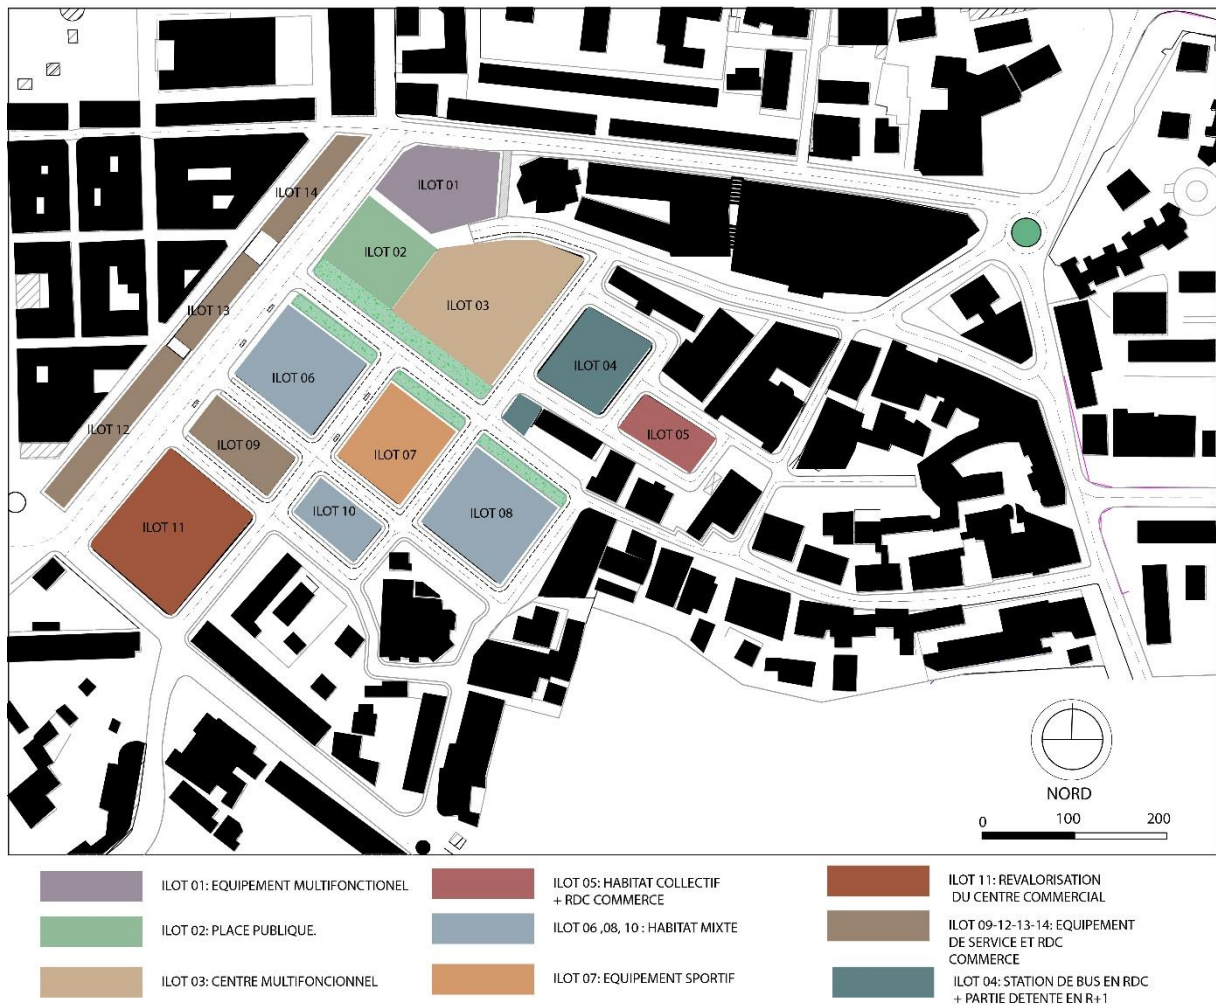 ILOT 14
ILOT 01
ILOT 02
ILOT 13
ILOT 03
ILOT 04
ILOT 06
ILOT 12
ILOT 09
ILOT 07
ILOT 05
ILOT 11
ILOT 10
ILOT 08
NORD
0 100 200
ILOT 01: EQUIPEMENT MULTIFONCTIONEL
ILOT 02: PLACE PUBLIQUE.
ILOT 03: CENTRE MULTIFONCIONNEL
ILOT 05: HABITAT COLLECTIF
+ RDC COMMERCE
ILOT 06 ,08, 10 : HABITAT MIXTE
ILOT 07: EQUIPEMENT SPORTIF
ILOT 11: REVALORISATION
DU CENTRE COMMERCIAL
ILOT 09-12-13-14: EQUIPEMENT
DE SERVICE ET RDC
COMMERCE
ILOT 04: STATION DE BUS EN RDC
+ PARTIE DETENTE EN R+1